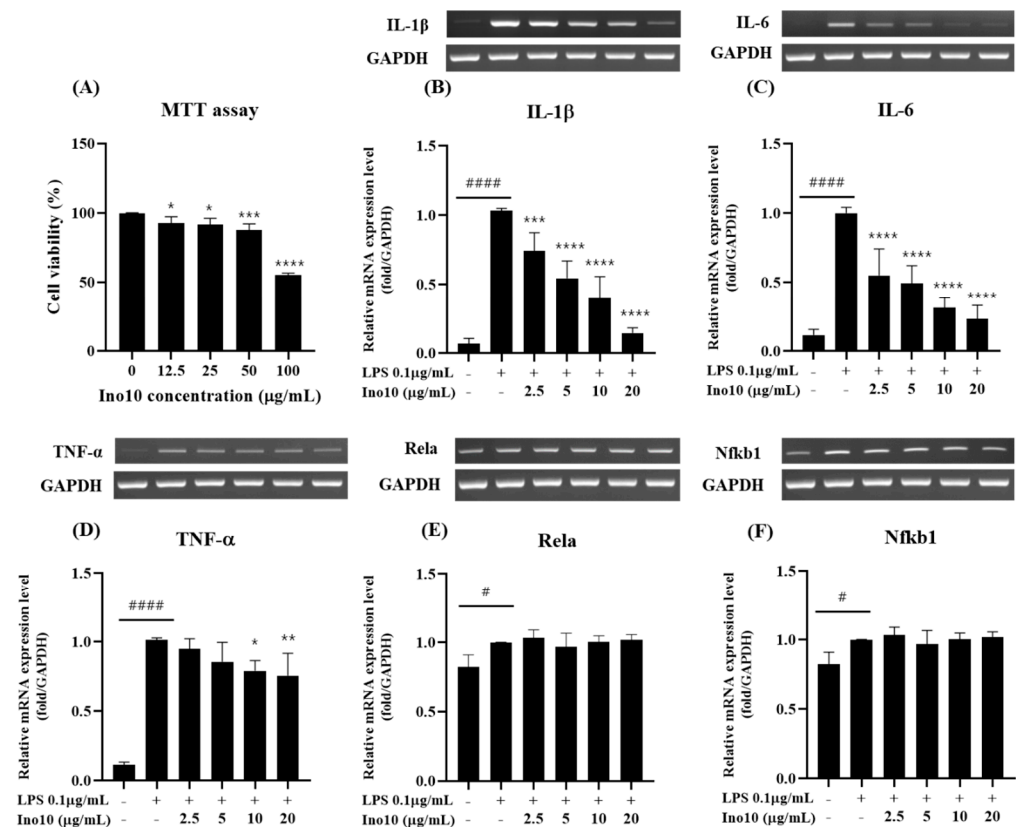 IL-1β
GAPDH
IL-6
GAPDH
(A)
MTT assay
Cell viability (%)
150
100
50
0
* * *** ****
0 12.5 25 50 100
Ino10 concentration (μg/mL)
(B)
IL-1β
Relative mRNA expression level
(fold/GAPDH)
1.5
1.0
0.5
0.0
#### *** **** **** ****
LPS 0.1μg/mL - + + + + +
Ino10 (μg/mL) - - 2.5 5 10 20
(C)
IL-6
Relative mRNA expression level
(fold/GAPDH)
1.5
1.0
0.5
0.0
#### **** **** **** ****
LPS 0.1μg/mL - + + + + +
Ino10 (μg/mL) - - 2.5 5 10 20
TNF-α
GAPDH
Rela
GAPDH
Nfkb1
GAPDH
(D)
TNF-α
Relative mRNA expression level
(fold/GAPDH)
1.5
1.0
0.5
0.0
#### * **
LPS 0.1μg/mL - + + + + +
Ino10 (μg/mL) - - 2.5 5 10 20
(E)
Rela
Relative mRNA expression level
(fold/GAPDH)
1.5
1.0
0.5
0.0
#
LPS 0.1μg/mL - + + + + +
Ino10 (μg/mL) - - 2.5 5 10 20
(F)
Nfkb1
Relative mRNA expression level
(fold/GAPDH)
1.5
1.0
0.5
0.0
#
LPS 0.1μg/mL - + + + + +
Ino10 (μg/mL) - - 2.5 5 10 20